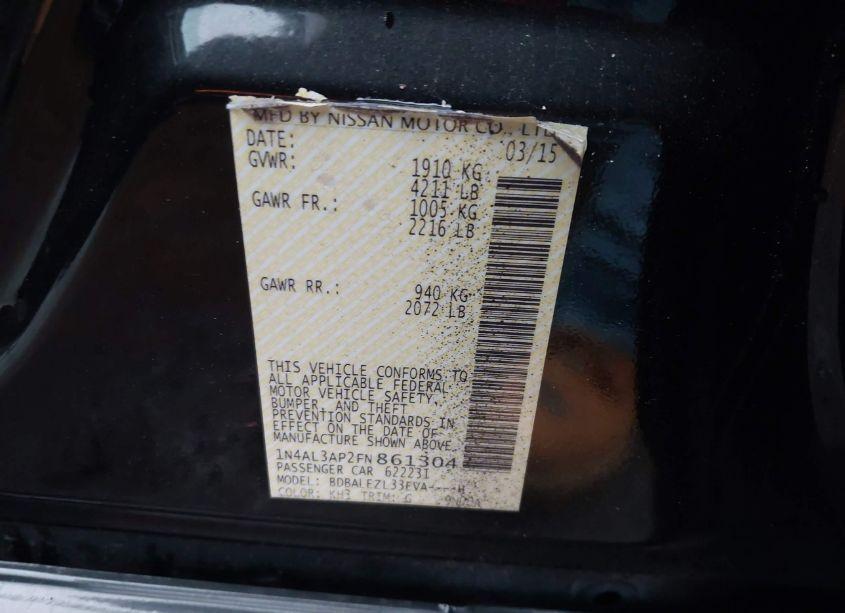 MFD BY NISSAN MOTOR CO., LTD
DATE: 03/15
GVWR: 1910 KG
4211 LB
GAWR FR.: 1005 KG
2216 LB
GAWR RR.: 940 KG
2072 LB
THIS VEHICLE CONFORMS TO
ALL APPLICABLE FEDERAL
MOTOR VEHICLE SAFETY,
BUMPER, AND THEFT
PREVENTION STANDARDS IN
EFFECT ON THE DATE OF
MANUFACTURE SHOWN ABOVE.
1N4AL3AP2FN861304
PASSENGER CAR 622231
MODEL: BDBALEZL33EVA----
COLOR: KH3 TRIM: G